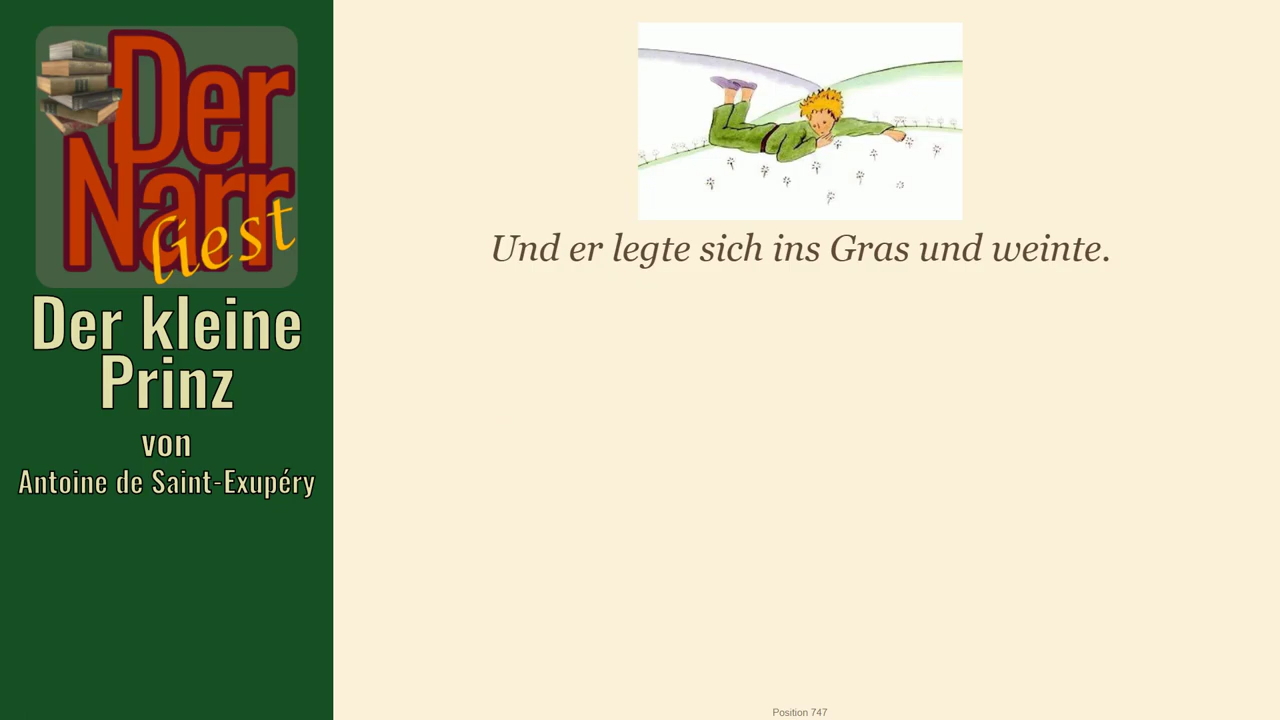 Der
Narr
liest
Der kleine
Prinz
von
Antoine de Saint-Exupéry
Und er legte sich ins Gras und weinte.
Position 747